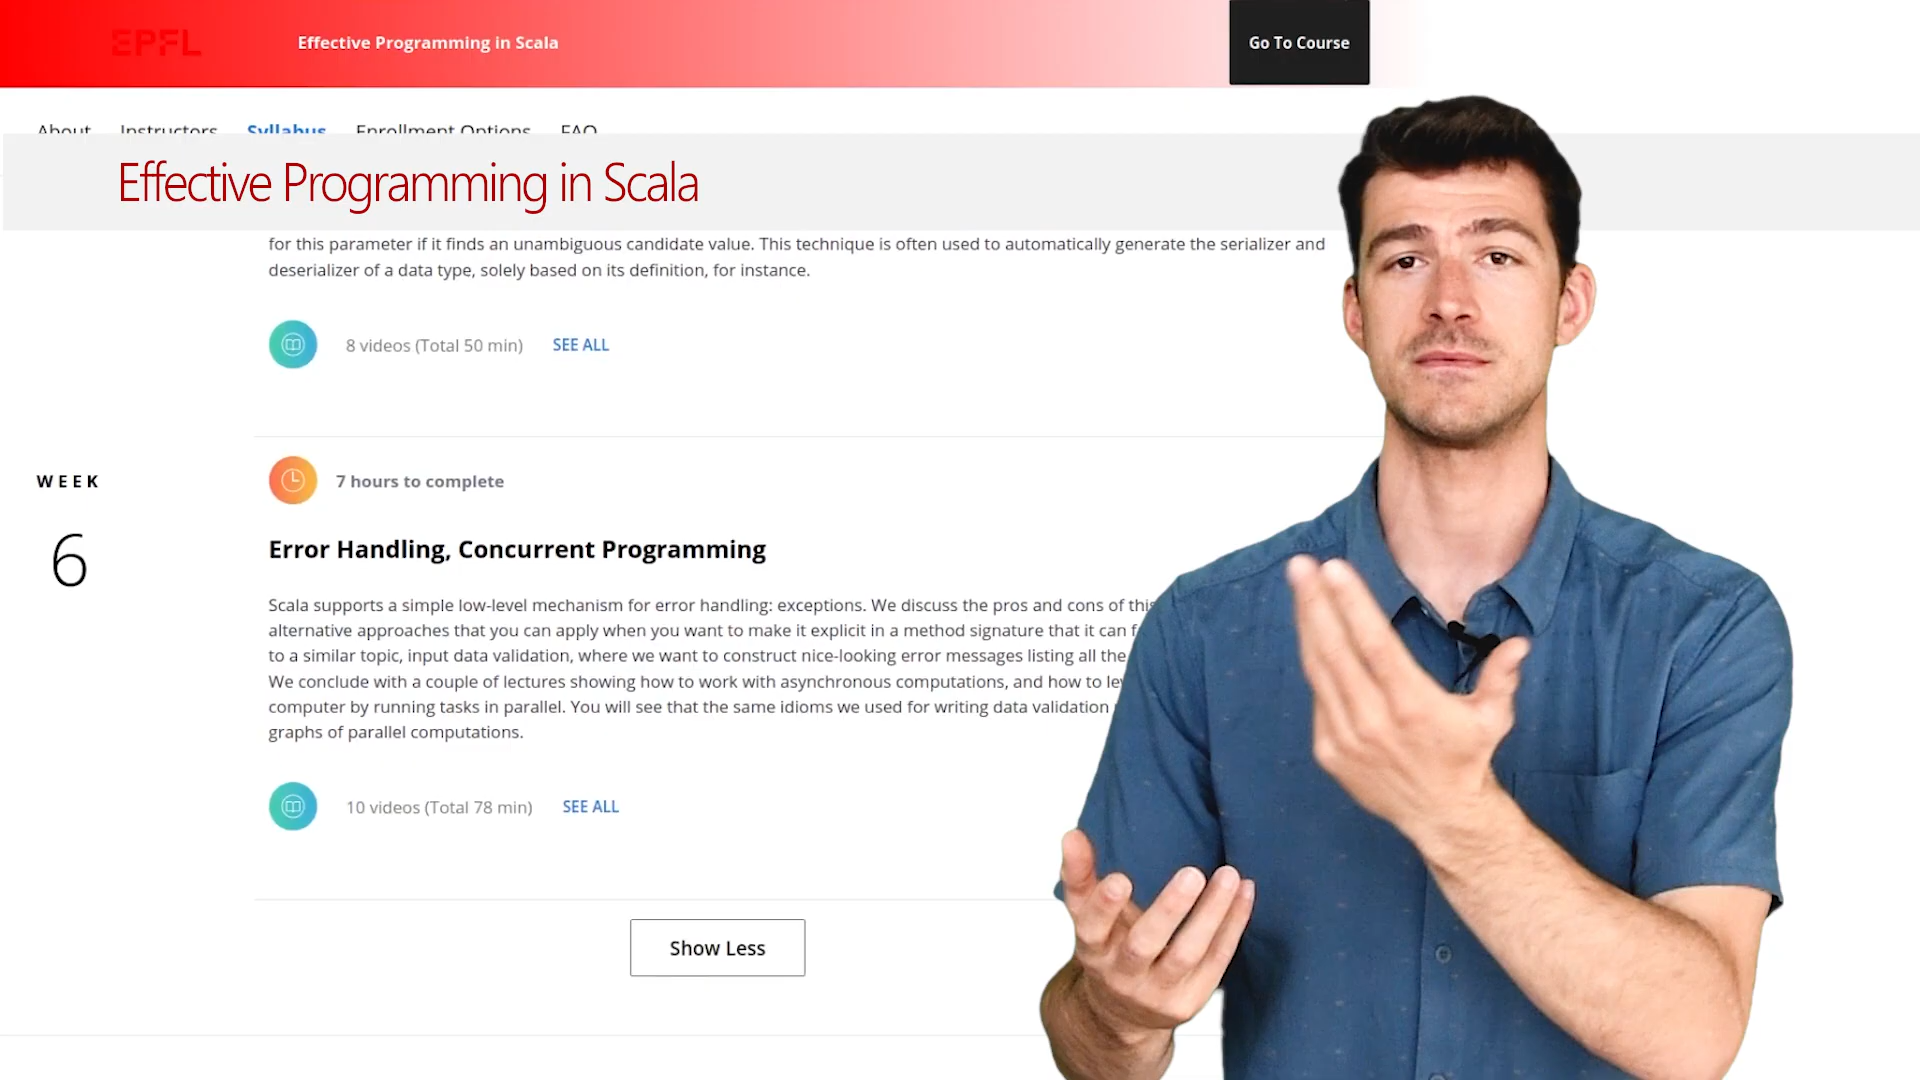 EPFL
Effective Programming in Scala
Go To Course
About Instructors Syllabus Enrollment Options FAQ
Effective Programming in Scala
for this parameter if it finds an unambiguous candidate value. This technique is often used to automatically generate the serializer and
deserializer of a data type, solely based on its definition, for instance.
8 videos (Total 50 min) SEE ALL
WEEK
6
7 hours to complete
Error Handling, Concurrent Programming
Scala supports a simple low-level mechanism for error handling: exceptions. We discuss the pros and cons of this
alternative approaches that you can apply when you want to make it explicit in a method signature that it can
to a similar topic, input data validation, where we want to construct nice-looking error messages listing all the
We conclude with a couple of lectures showing how to work with asynchronous computations, and how to
computer by running tasks in parallel. You will see that the same idioms we used for writing data validation
graphs of parallel computations.
10 videos (Total 78 min) SEE ALL
Show Less